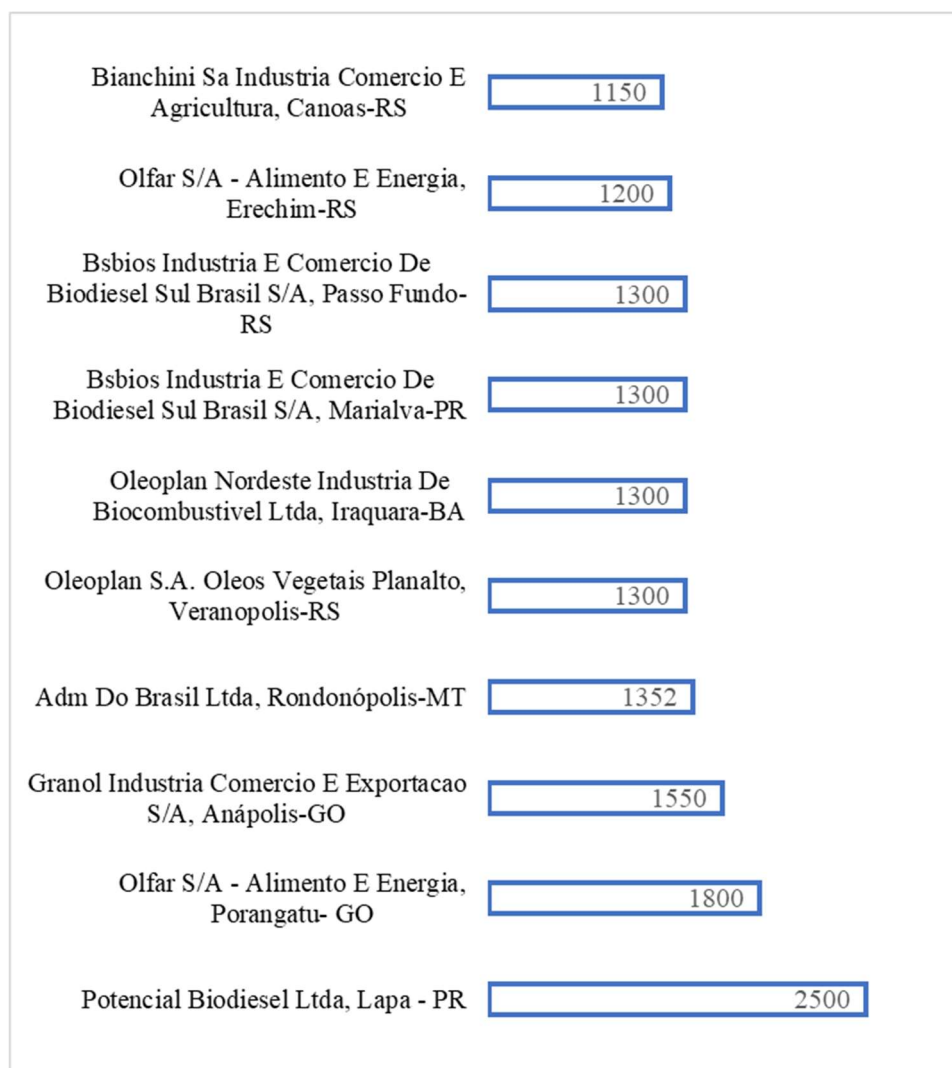 Bianchini Sa Industria Comercio E
Agricultura, Canoas-RS
1150
Olfar S/A - Alimento E Energia,
Erechim-RS
1200
Bsbios Industria E Comercio De
Biodiesel Sul Brasil S/A, Passo Fundo-
RS
1300
Bsbios Industria E Comercio De
Biodiesel Sul Brasil S/A, Marialva-PR
1300
Oleoplan Nordeste Industria De
Biocombustivel Ltda, Iraquara-BA
1300
Oleoplan S.A. Oleos Vegetais Planalto,
Veranopolis-RS
1300
Adm Do Brasil Ltda, Rondonópolis-MT
1352
Granol Industria Comercio E Exportacao
S/A, Anápolis-GO
1550
Olfar S/A - Alimento E Energia,
Porangatu- GO
1800
Potencial Biodiesel Ltda, Lapa - PR
2500